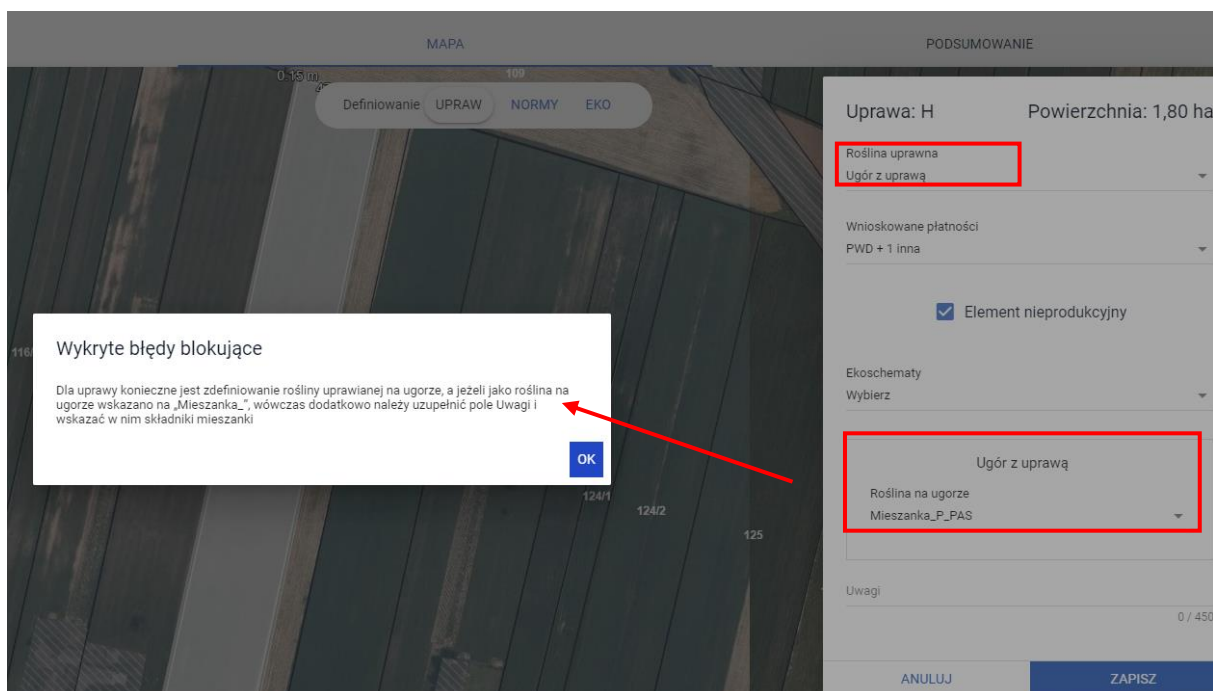 MAPA
PODSUMOWANIE
109
Definiowanie UPRAW NORMY EKO
Uprawa: H Powierzchnia: 1,80 ha
Roślina uprawna
Ugór z uprawą
Wnioskowane płatności
PWD + 1 inna
Element nieprodukcyjny
116/
Wykryte błędy blokujące
Dla uprawy konieczne jest zdefiniowanie rośliny uprawianej na ugorze, a jeżeli jako roślina na
ugorze wskazano na „Mieszanka_”, wówczas dodatkowo należy uzupełnić pole Uwagi i
wskazać w nim składniki mieszanki
OK
Ekoschematy
Wybierz
Ugór z uprawą
Roślina na ugorze
Mieszanka_P_PAS
124/1
124/2
125
Uwagi
0 / 450
ANULUJ
ZAPISZ